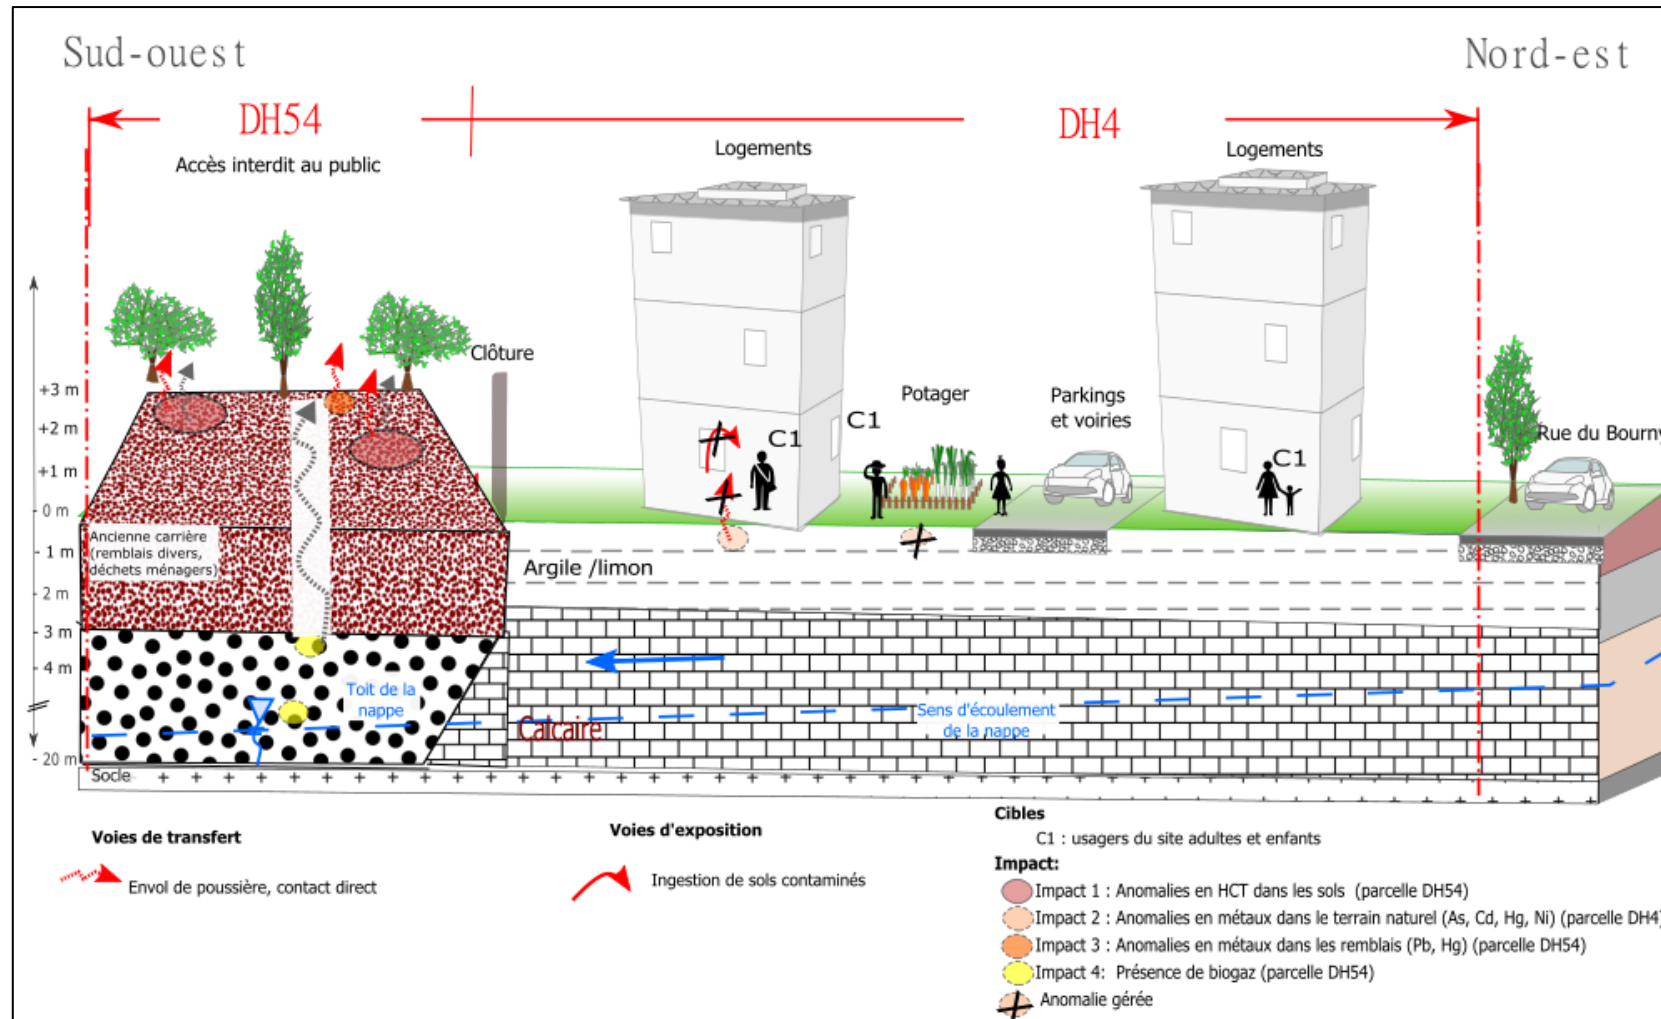 Sud-ouest
Nord-est
DH54
DH4
Accès interdit au public
Logements
Logements
Clôture
Potager
Parkings
et voiries
Rue du Bourny
C1
C1
C1
+3 m
+2 m
+1 m
0 m
- 1 m
- 2 m
- 3 m
- 4 m
- 20 m
Ancienne carrière
(remblais divers,
déchets ménagers)
Argile /limon
Toit de la
nappe
Calcaire
Sens d'écoulement
de la nappe
Socle
Voies de transfert
Envol de poussière, contact direct
Voies d'exposition
Ingestion de sols contaminés
Cibles
C1 : usagers du site adultes et enfants
Impact:
Impact 1 : Anomalies en HCT dans les sols (parcelle DH54)
Impact 2 : Anomalies en métaux dans le terrain naturel (As, Cd, Hg, Ni) (parcelle DH4)
Impact 3 : Anomalies en métaux dans les remblais (Pb, Hg) (parcelle DH54)
Impact 4: Présence de biogaz (parcelle DH54)
Anomalie gérée